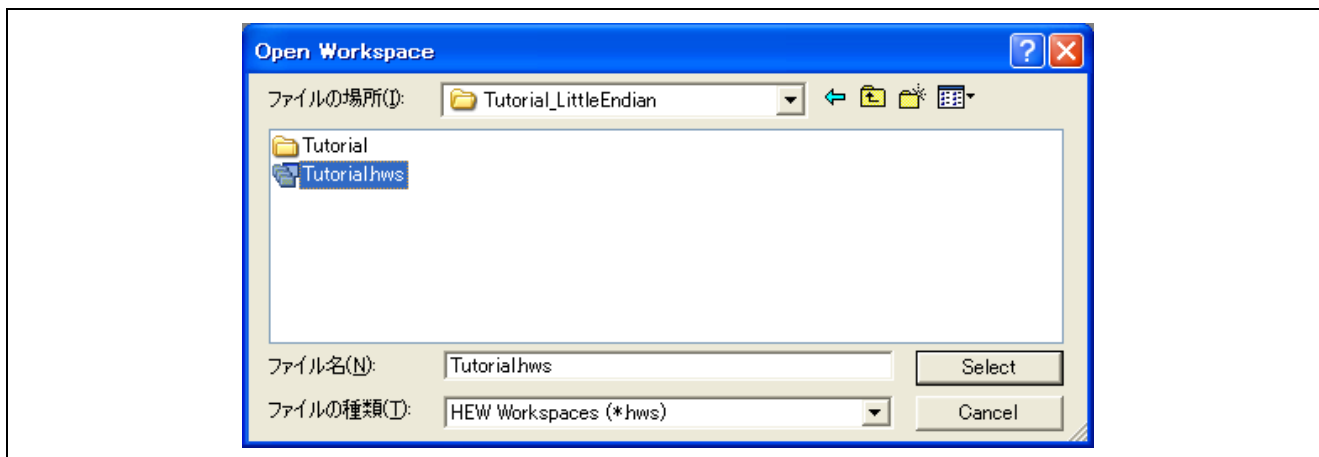 Open Workspace
ファイルの場所(I):
Tutorial_LittleEndian
Tutorial
Tutorial.hws
ファイル名(N):
Tutorial.hws
Select
ファイルの種類(T):
HEW Workspaces (*.hws)
Cancel